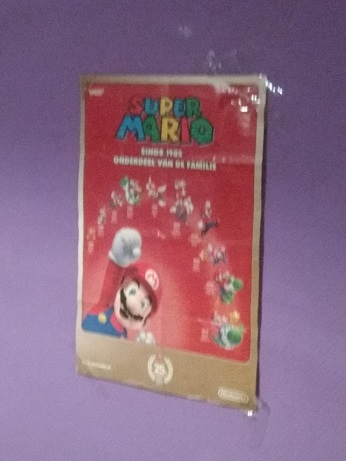 SUPER
MARIO
SINDS 1985
ONDERDEEL VAN DE FAMILIE
25
Nintendo